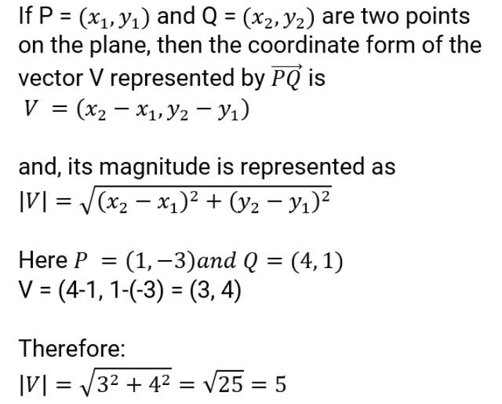 If P = (x₁, y₁) and Q = (x₂, y₂) are two points
on the plane, then the coordinate form of the
vector V represented by \overrightarrow{PQ} is
V = (x₂ − x₁, y₂ − y₁)
and, its magnitude is represented as
|V| = √((x₂ − x₁)² + (y₂ − y₁)²)
Here P = (1, −3)and Q = (4, 1)
V = (4-1, 1-(-3) = (3, 4)
Therefore:
|V| = √(3² + 4²) = √25 = 5